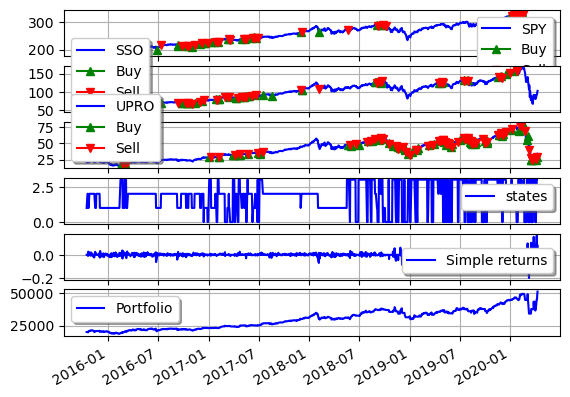 300
200
SPY
Buy
SSO
Buy
Sell
150
100
50
UPRO
Buy
Sell
75
50
25
2.5
0.0
states
0.0
−0.2
Simple returns
50000
25000
Portfolio
2016-01
2016-07
2017-01
2017-07
2018-01
2018-07
2019-01
2019-07
2020-01